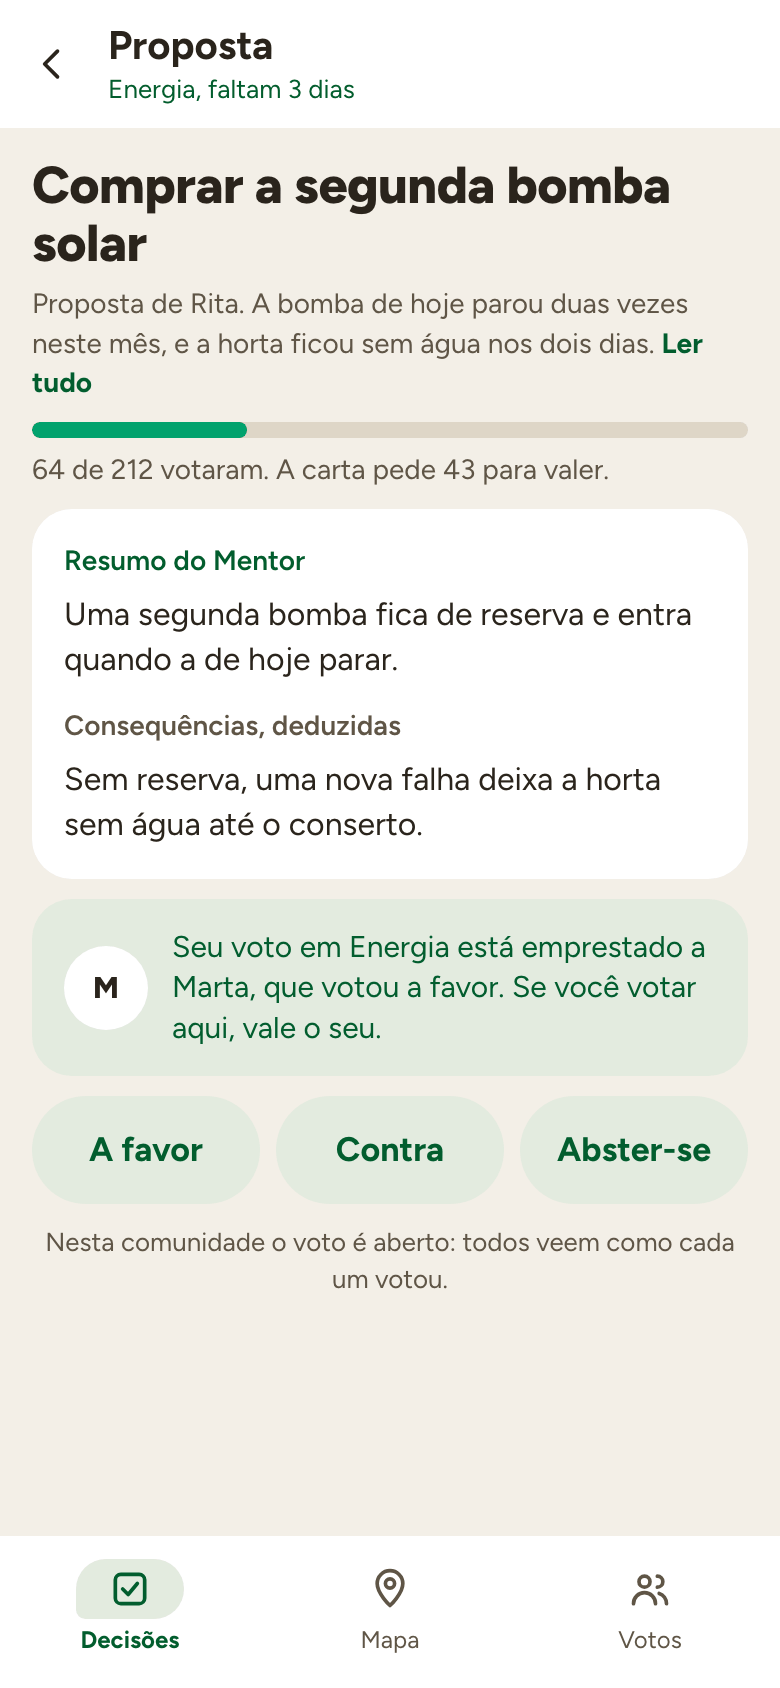 Proposta
Energia, faltam 3 dias
Comprar a segunda bomba
solar
Proposta de Rita. A bomba de hoje parou duas vezes
neste mês, e a horta ficou sem água nos dois dias. Ler
tudo
64 de 212 votaram. A carta pede 43 para valer.
Resumo do Mentor
Uma segunda bomba fica de reserva e entra
quando a de hoje parar.
Consequências, deduzidas
Sem reserva, uma nova falha deixa a horta
sem água até o conserto.
M
Seu voto em Energia está emprestado a
Marta, que votou a favor. Se você votar
aqui, vale o seu.
A favor
Contra
Abster-se
Nesta comunidade o voto é aberto: todos veem como cada
um votou.
Decisões
Mapa
Votos